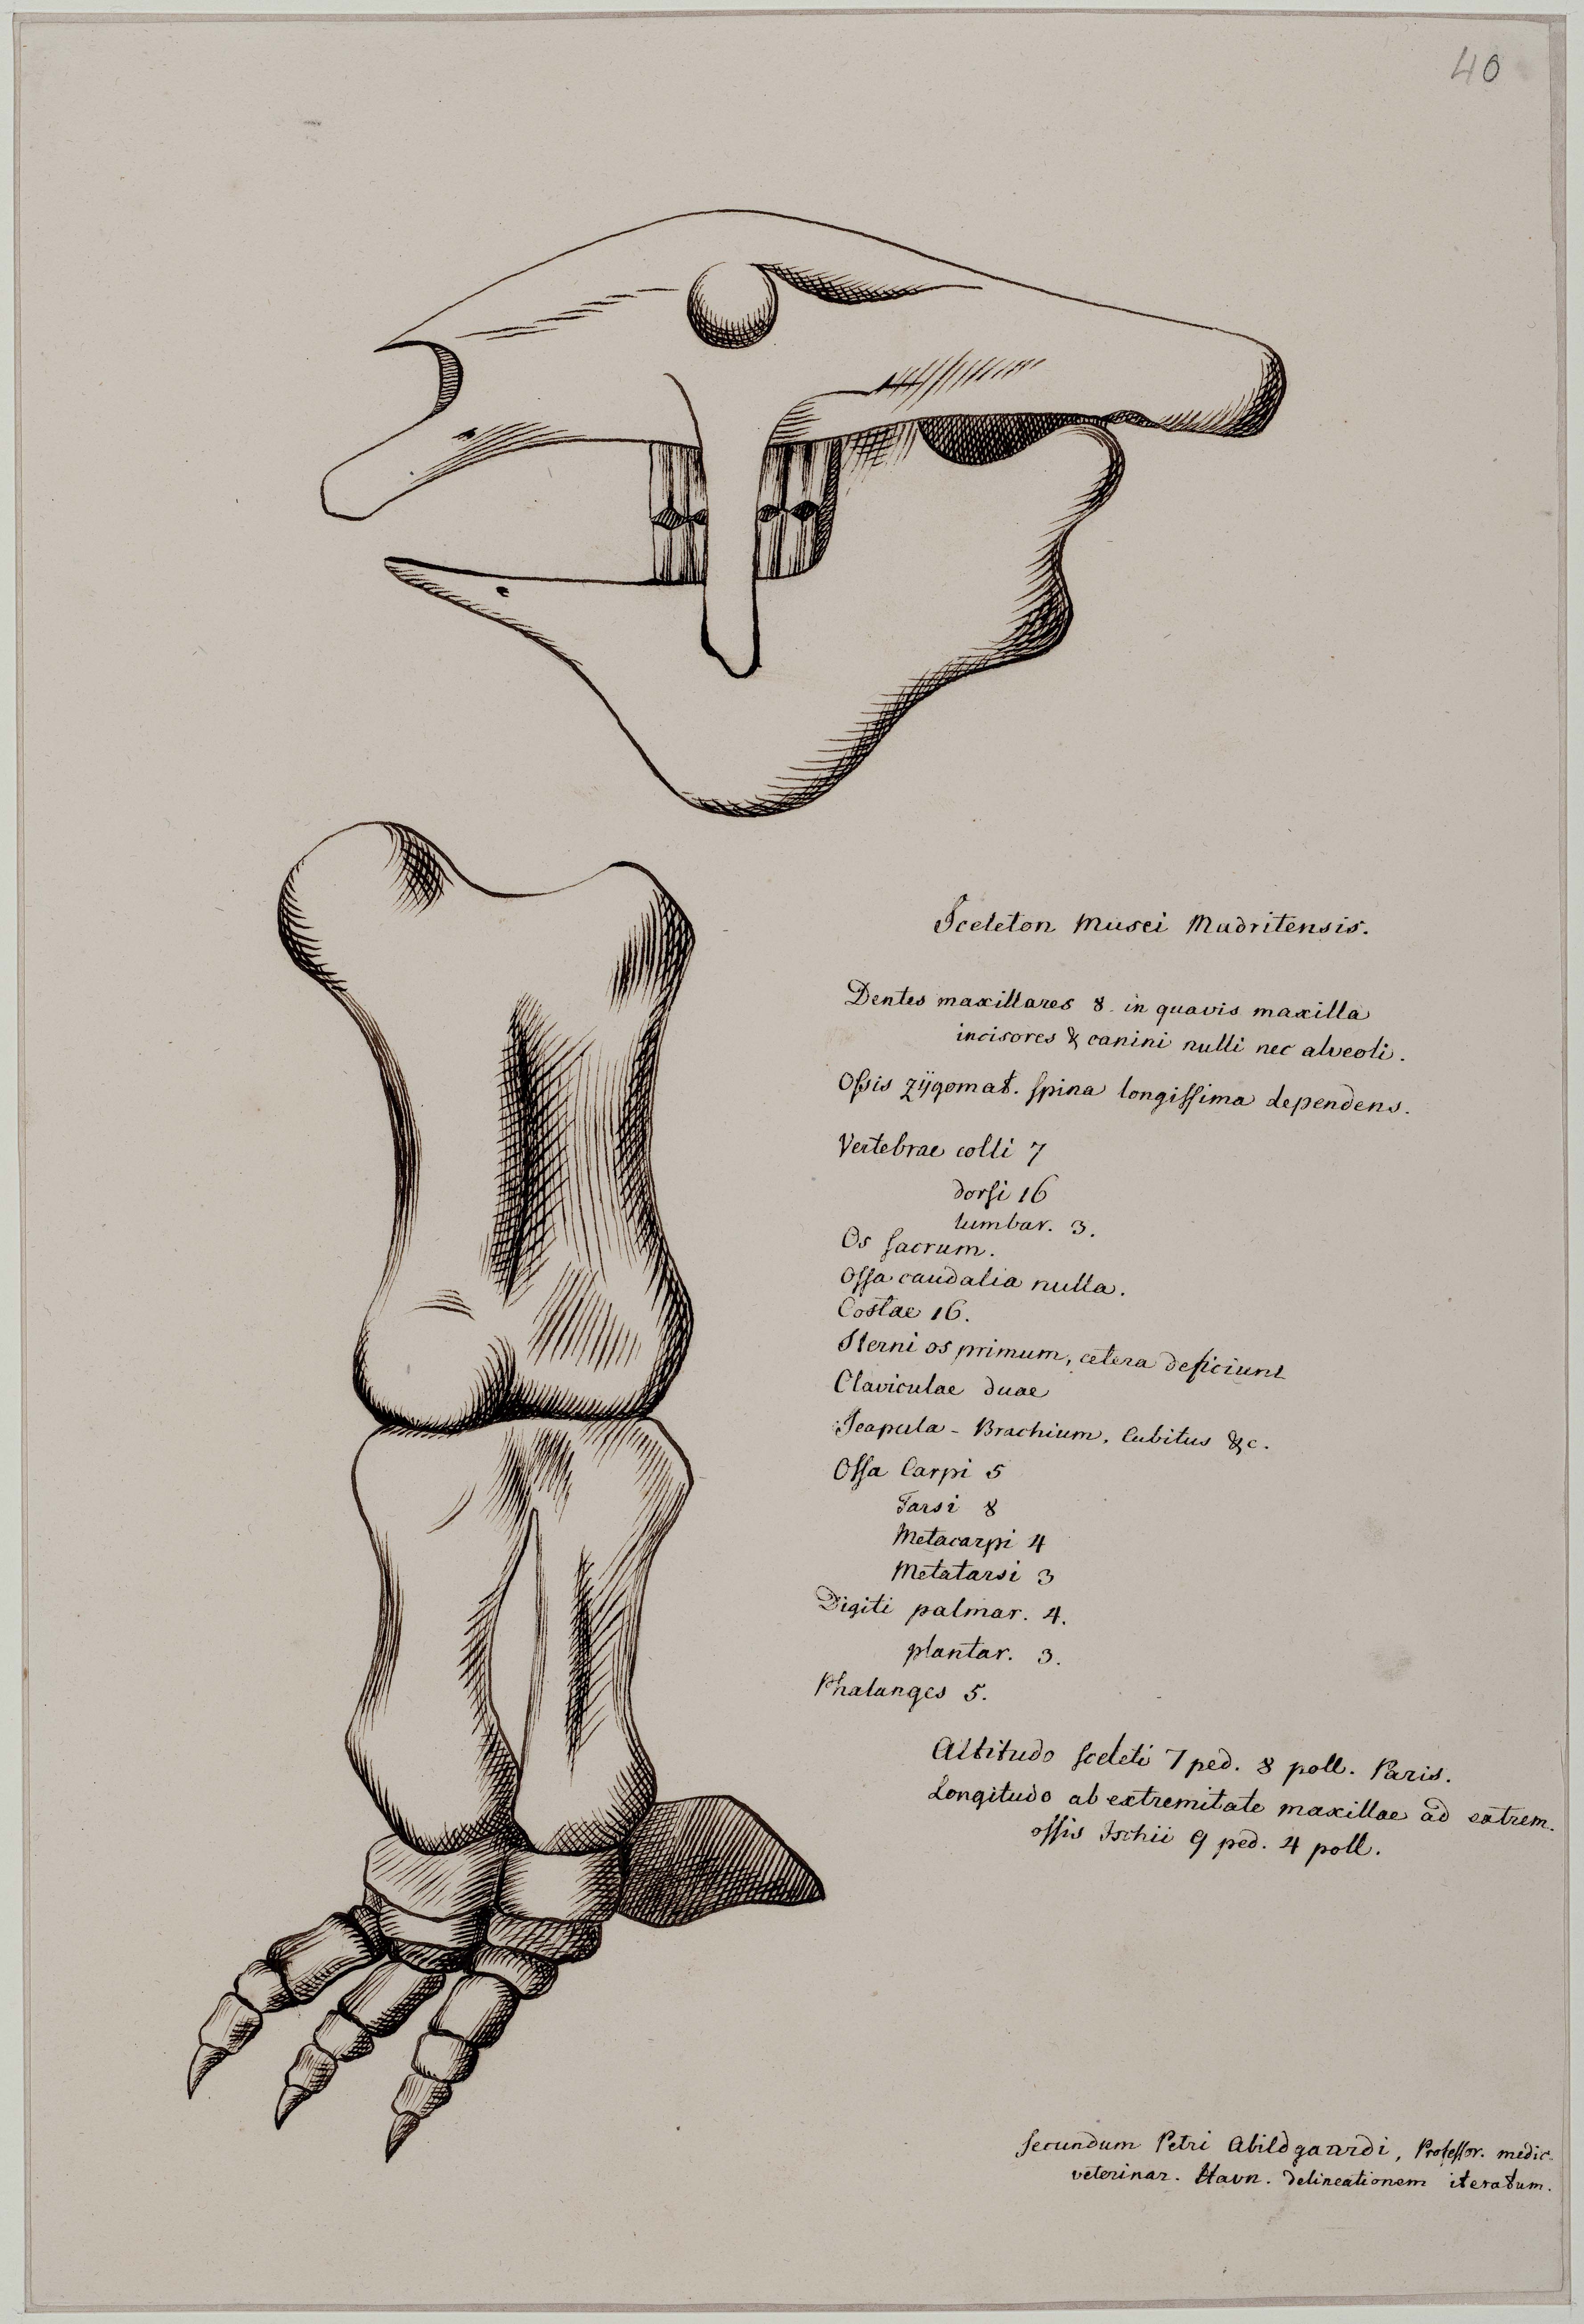 40
Sceleton Musei Madritensis.
Dentes maxillares 8. in quavis maxilla
incisores & canini nulli nec alveoli.
Oſsis zÿgomat. ſpina longiſſima dependens.
Vertebrae colli 7
dorſi 16
lumbar. 3.
Os ſacrum.
Oſſa caudalia nulla.
Costae 16.
Sterni os primum, cetera deficiunt
Claviculae duae
Scapula - Brachium. Cubitus &c.
Oſſa Carpi 5
Tarsi 8
Metacarpi 4
Metatarsi 3
Digiti palmar. 4.
plantar. 3.
Phalanges 5.
Altitudo ſceleti 7 ped. 8 poll. Paris.
Longitudo ab extremitate maxillae ad extrem.
oſſis Ischii 9 ped. 4 poll.
ſecundum Petri Abildgaardi, Profeſſor. medic.
veterinar. Havn. delineationem iteratum.